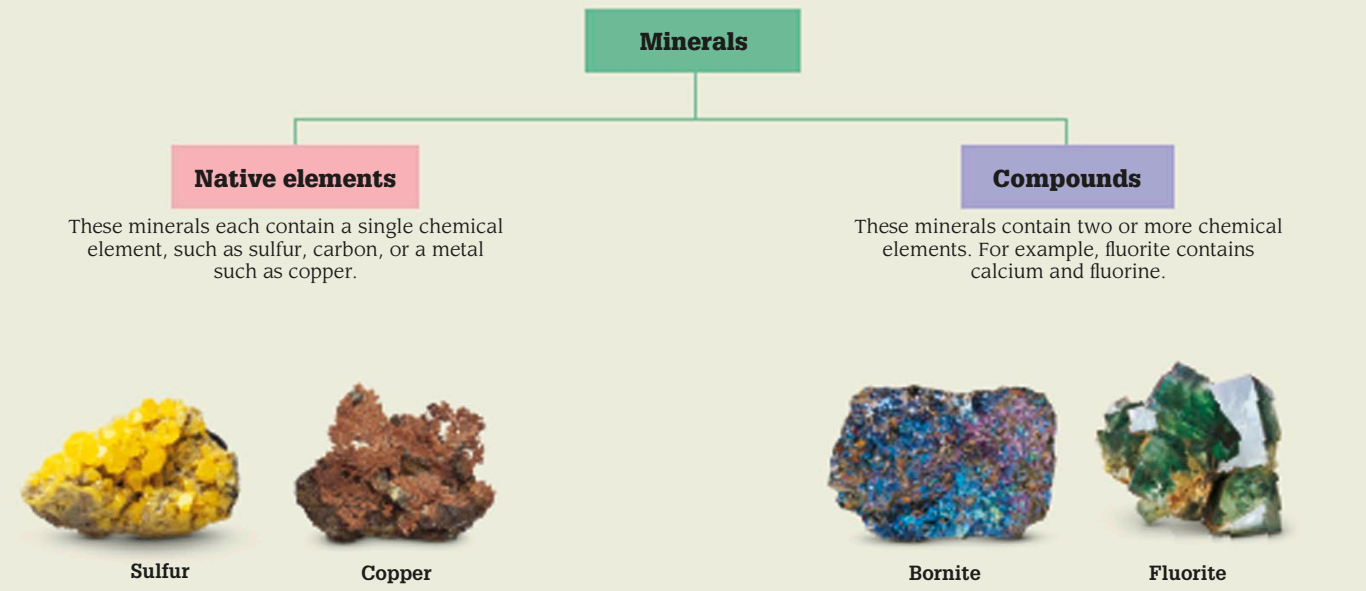 Minerals
Native elements
These minerals each contain a single chemical
element, such as sulfur, carbon, or a metal
such as copper.
Compounds
These minerals contain two or more chemical
elements. For example, fluorite contains
calcium and fluorine.
Sulfur
Copper
Bornite
Fluorite